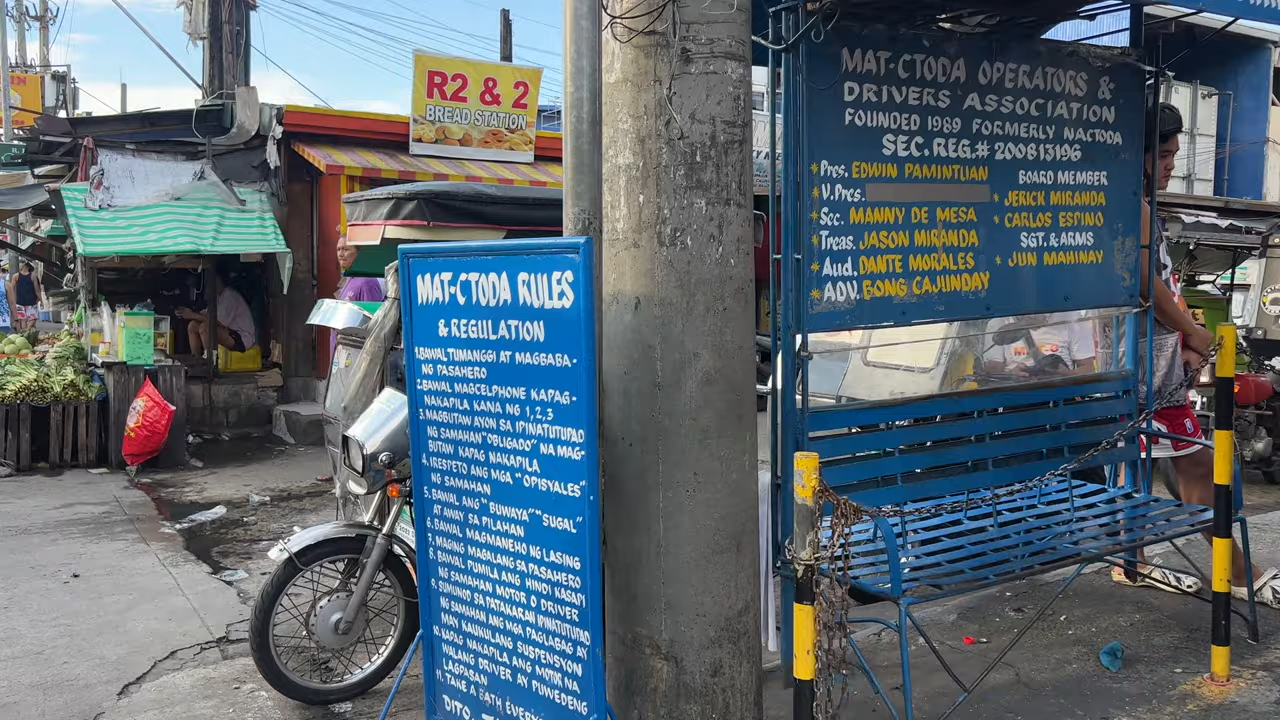 R2 & 2
BREAD STATION
MAT-CTODA RULES
& REGULATION
1.BAWAL TUMANGGI AT MAGBABA-
NG PASAHERO
2.BAWAL MAGCELPHONE KAPAG-
NAKAPILA KANA NG 1,2,3
3.MAGBUTAW AYON SA IPINATUTUPAD
NG SAMAHAN "OBLIGADO" NA MAG-
BUTAW KAPAG NAKAPILA
4. IRESPETO ANG MGA "OPISYALES"
NG SAMAHAN
5. BAWAL ANG "BUWAYA" "SUGAL"
AT AWAY SA PILAHAN
6. BAWAL MAGMANEHO NG LASING
7. MAGING MAGALANG SA PASAHERO
8. BAWAL PUMILA ANG HINDI KASAPI
NG SAMAHAN MOTOR O DRIVER
9. SUMUNOD SA PATAKARAN IPINATUTUPAD
NG SAMAHAN ANG MGA PAGLABAG AY
MAY KAUKULANG SUSPENSYON
10. KAPAG NAKAPILA ANG MOTOR NA
WALANG DRIVER AY PUWEDENG
LAGPASAN
11. TAKE A BATH EVERY
MAT-CTODA OPERATORS &
DRIVERS ASSOCIATION
FOUNDED 1989 FORMERLY NACTODA
SEC. REG.# 200813196
*Pres. EDWIN PAMINTUAN
*V.Pres.
*Sec. MANNY DE MESA
*Treas. JASON MIRANDA
*Aud. DANTE MORALES
*ADV. BONG CAJINDAY
BOARD MEMBER
* JERICK MIRANDA
* CARLOS ESPINO
SGT. & ARMS
* JUN MAHINAY